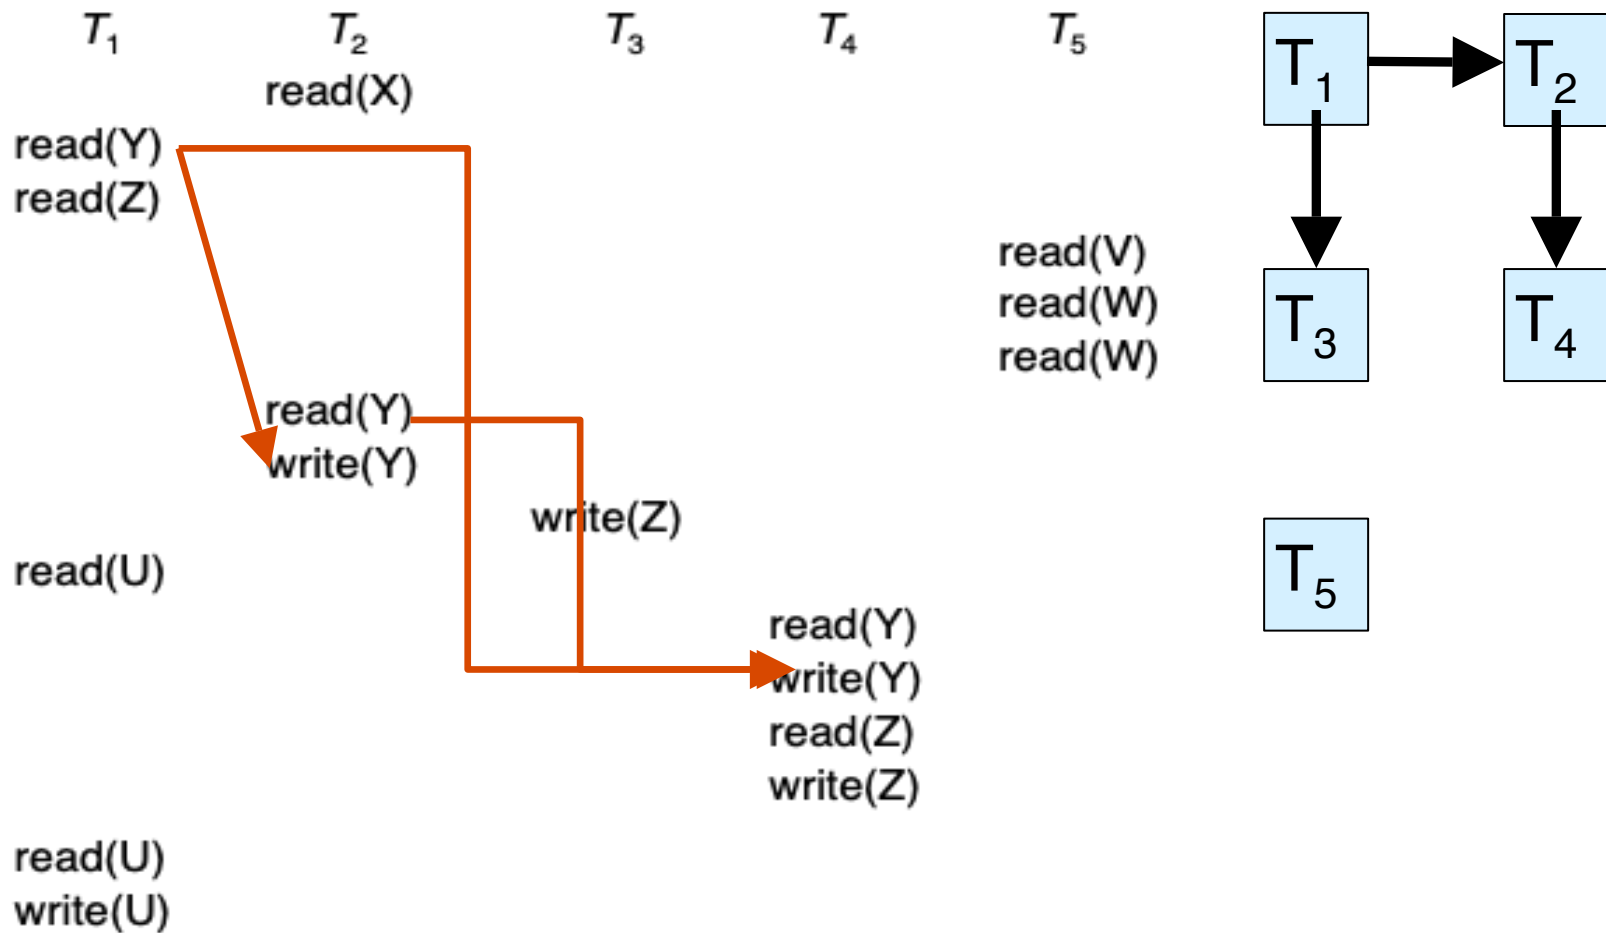 T1 T2 T3 T4 T5
read(X)
read(Y)
read(Z)
read(V)
read(W)
read(W)
read(Y)
write(Y)
write(Z)
read(U)
read(Y)
write(Y)
read(Z)
write(Z)
read(U)
write(U)
T1 T2
T3 T4
T5